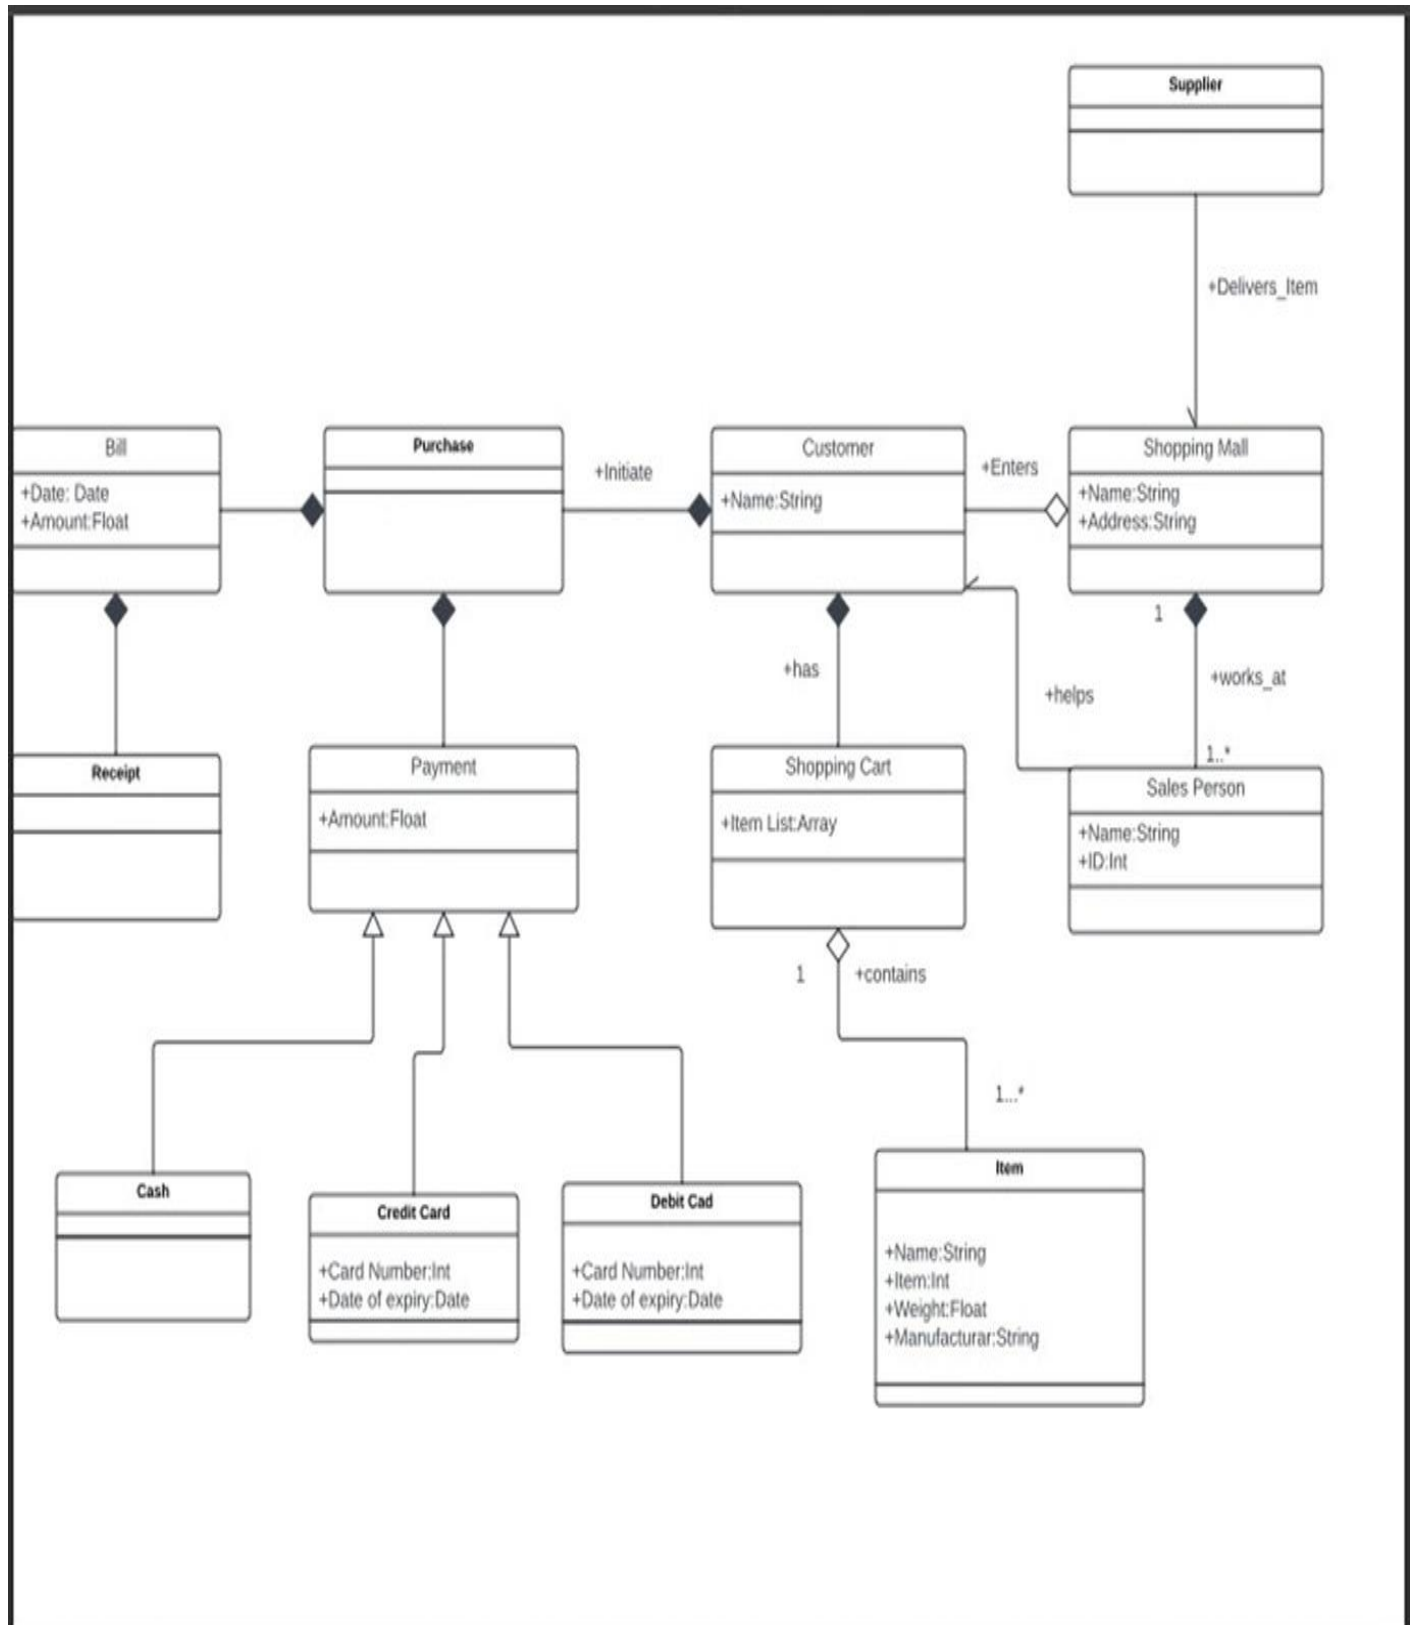 Supplier
+Delivers_Item
Bill
+Date: Date
+Amount:Float
Purchase
+Initiate
Customer
+Name:String
+Enters
Shopping Mall
+Name:String
+Address:String
1
+works_at
1..*
+has
+helps
Receipt
Payment
+Amount:Float
Shopping Cart
+Item List:Array
Sales Person
+Name:String
+ID:Int
1
+contains
1...*
Cash
Credit Card
+Card Number:Int
+Date of expiry:Date
Debit Cad
+Card Number:Int
+Date of expiry:Date
Item
+Name:String
+Item:Int
+Weight:Float
+Manufacturar:String